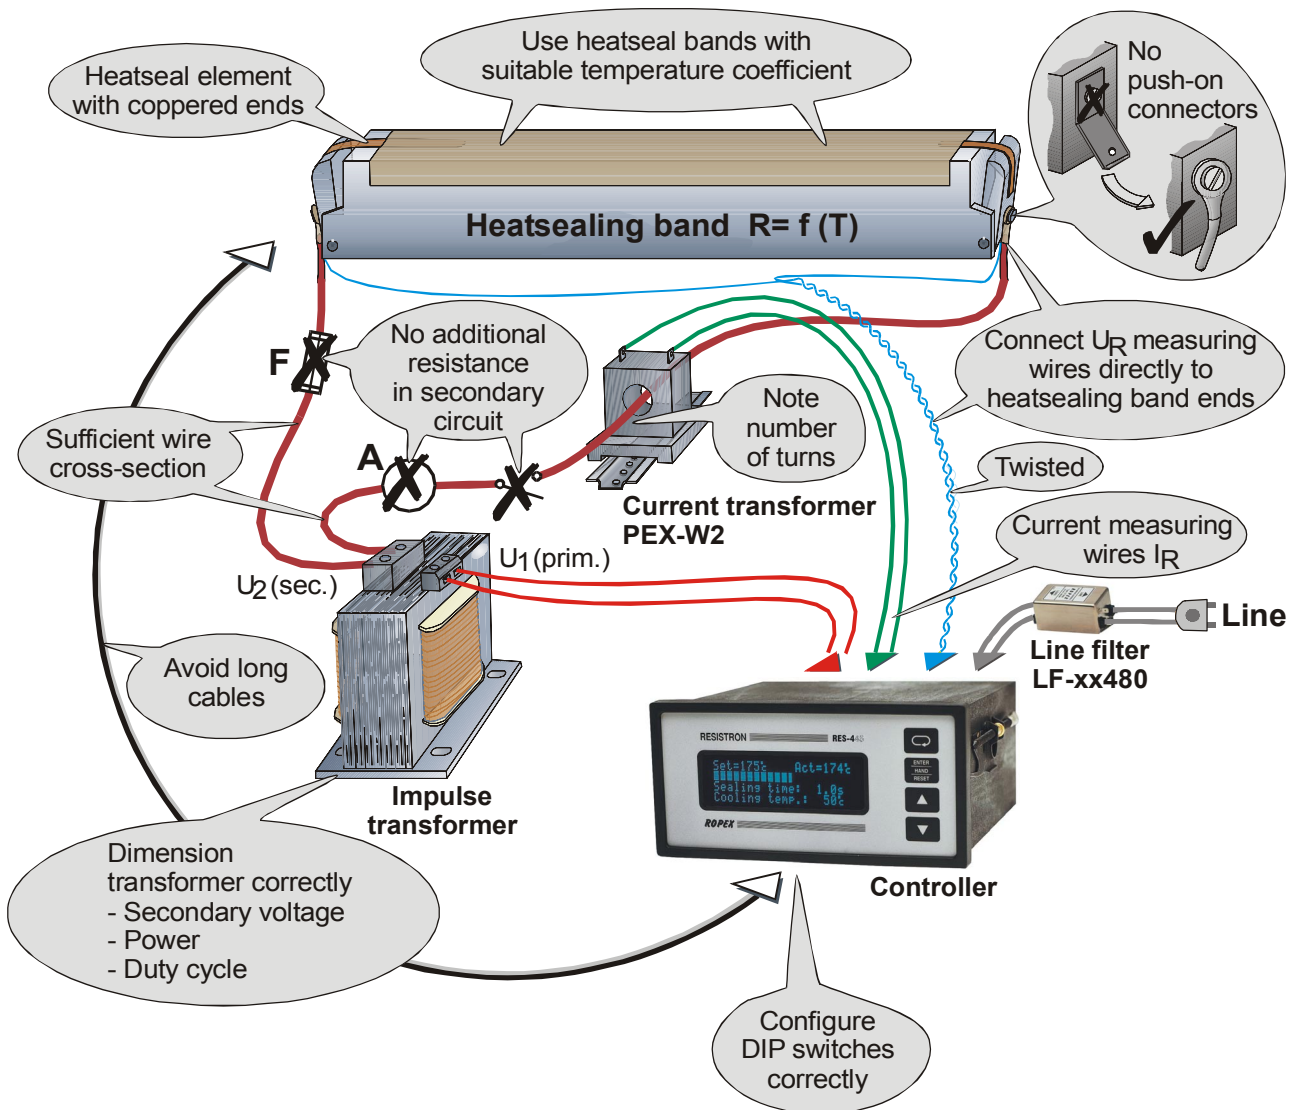 Use heatseal bands with
suitable temperature coefficient
Heatseal element
with coppered ends
No
push-on
connectors
Heatsealing band R= f (T)
No additional
resistance
in secondary
circuit
F
Connect UR measuring
wires directly to
heatsealing band ends
Note
number
of turns
Sufficient wire
cross-section
A
Twisted
Current transformer
PEX-W2
Current measuring
wires IR
U1 (prim.)
U2 (sec.)
Line
Line filter
LF-xx480
Avoid long
cables
RESISTRON RES-445
Set=175℃ Act=174℃
Sealing time: 1,0s
Cooling temp.: 50℃
ENTER
HAND
RESET
ROPEX
Impulse
transformer
Controller
Dimension
transformer correctly
- Secondary voltage
- Power
- Duty cycle
Configure
DIP switches
correctly